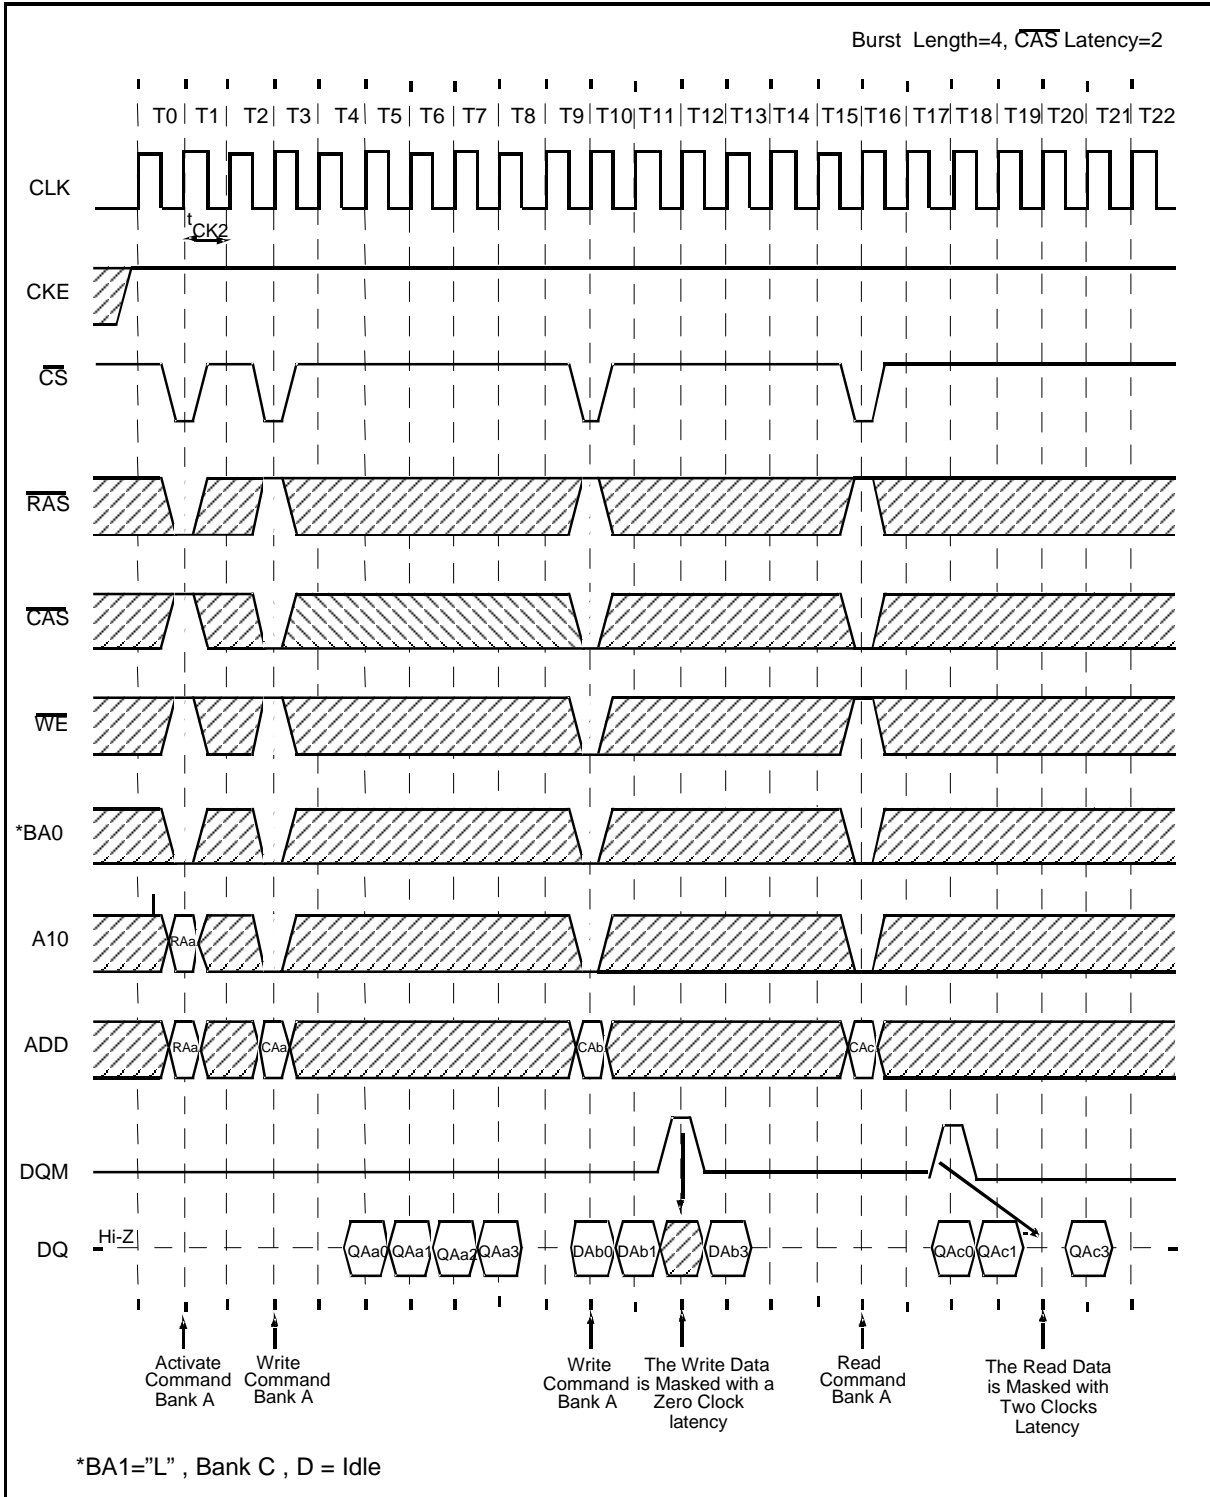 Burst Length=4, CAS Latency=2
T0 T1 T2 T3 T4 T5 T6 T7 T8 T9 T10 T11 T12 T13 T14 T15 T16 T17 T18 T19 T20 T21 T22
CLK
tCK2
CKE
CS
RAS
CAS
WE
*BA0
A10
RAa
ADD
RAa CAa CAb CAc
DQM
DQ
Hi-Z
QAa0 QAa1 QAa2 QAa3 DAb0 DAb1 DAb3 QAc0 QAc1 QAc3
Activate
Command
Bank A
Write
Command
Bank A
Write
Command
Bank A
The Write Data
is Masked with a
Zero Clock
latency
Read
Command
Bank A
The Read Data
is Masked with
Two Clocks
Latency
*BA1=”L” , Bank C , D = Idle